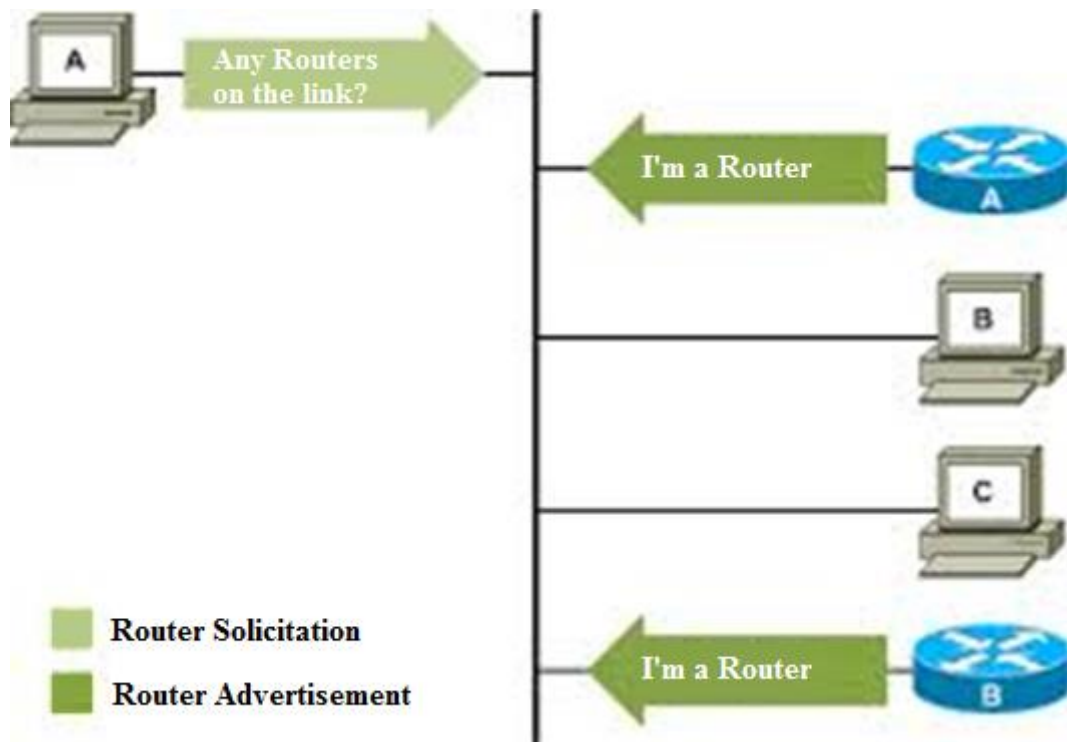 A
Any Routers
on the link?
I'm a Router
A
B
C
Router Solicitation
I'm a Router
Router Advertisement
B